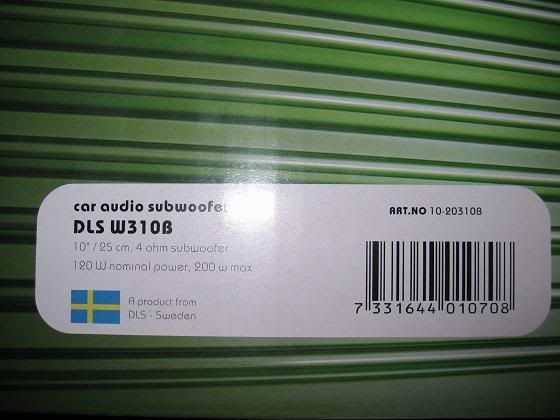 car audio subwoofer
DLS W310B
10" / 25 cm, 4 ohm subwoofer
120 W nominal power, 200 w max
A product from
DLS - Sweden
ART.NO 10-20310B
7 331644 010708